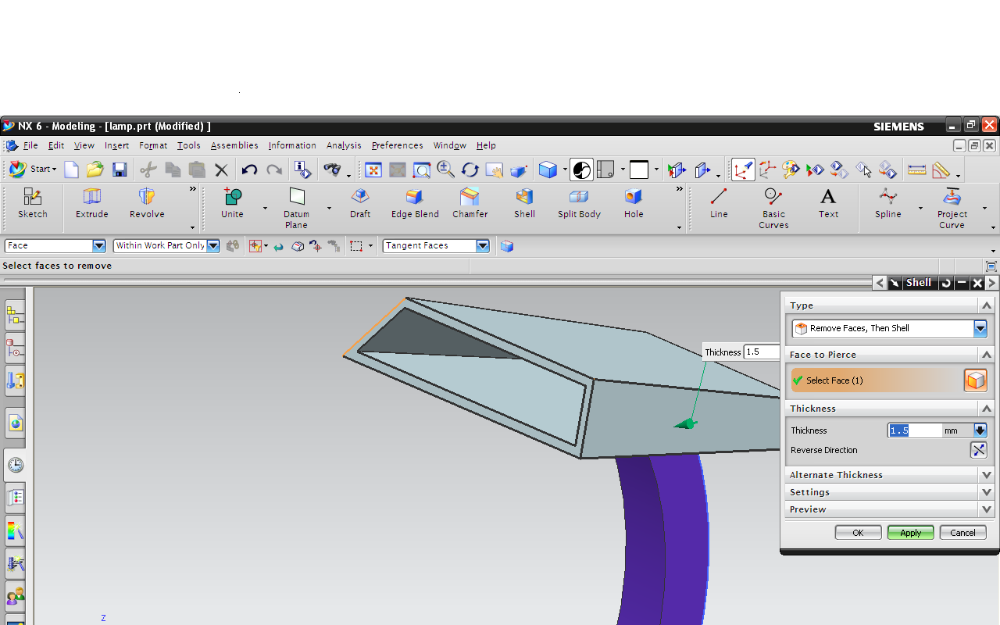 NX 6 - Modeling - [lamp.prt (Modified) ]
SIEMENS
File Edit View Insert Format Tools Assemblies Information Analysis Preferences Window Help
Start
Sketch Extrude Revolve Unite Datum Plane Draft Edge Blend Chamfer Shell Split Body Hole Line Basic Curves Text Spline Project Curve
Face Within Work Part Only Tangent Faces
Select faces to remove
Shell
Type
Remove Faces, Then Shell
Thickness 1.5
Face to Pierce
Select Face (1)
Thickness
Thickness 1.5 mm
Reverse Direction
Alternate Thickness
Settings
Preview
OK Apply Cancel
Z